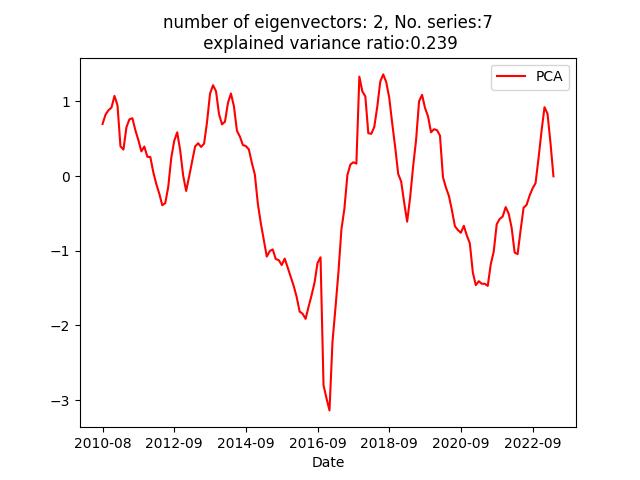 number of eigenvectors: 2, No. series:7
explained variance ratio:0.239
PCA
1
0
−1
−2
−3
2010-08 2012-09 2014-09 2016-09 2018-09 2020-09 2022-09
Date